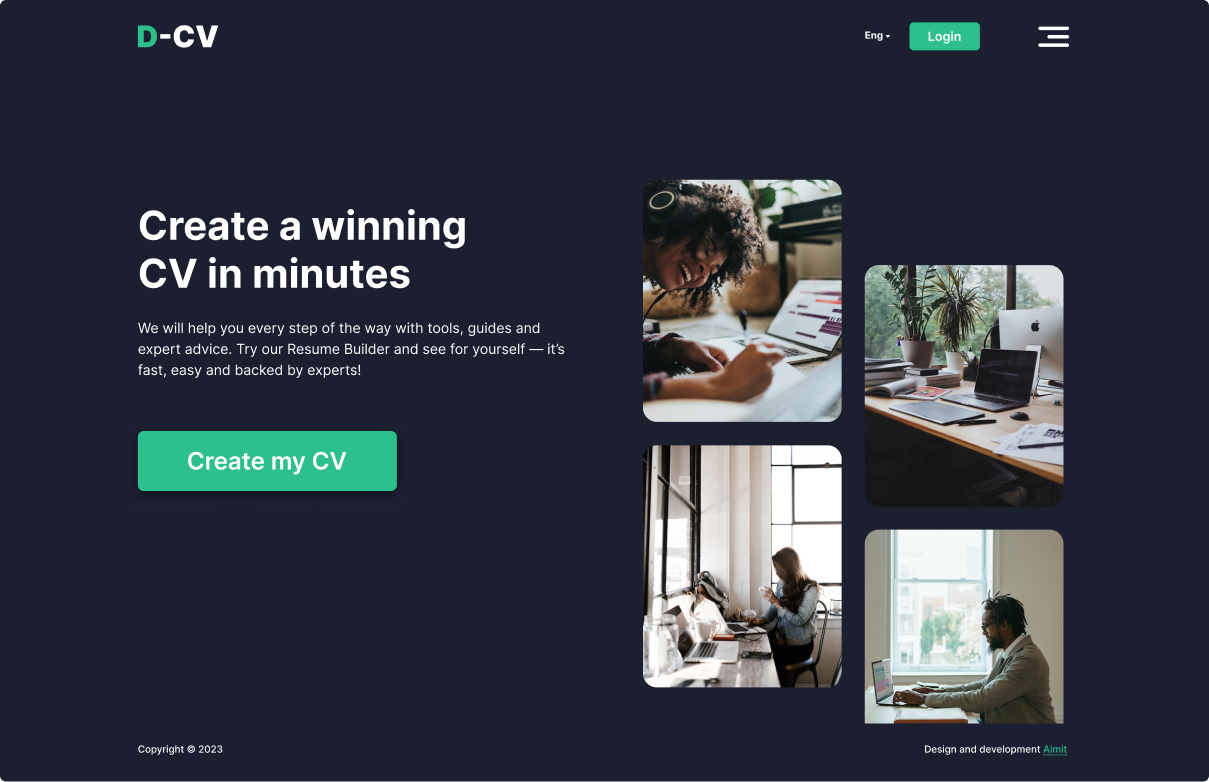 D-CV
Eng
Login
Create a winning
CV in minutes
We will help you every step of the way with tools, guides and
expert advice. Try our Resume Builder and see for yourself — it’s
fast, easy and backed by experts!
Create my CV
Copyright © 2023
Design and development Aimit